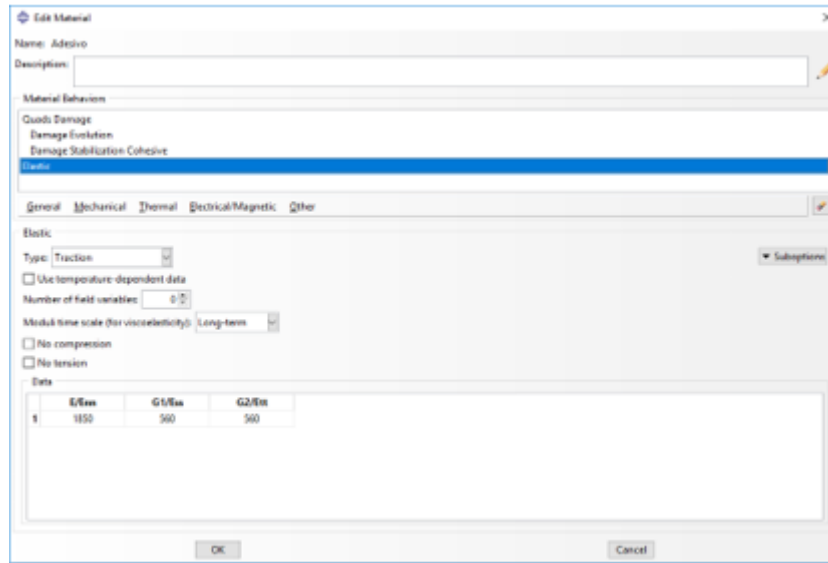 Edit Material
Name: Adesivo
Description:
Material Behaviors
Quads Damage
Damage Evolution
Damage Stabilization Cohesive
Elastic
General Mechanical Thermal Electrical/Magnetic Other
Elastic
Type: Traction
▼ Suboptions
Use temperature-dependent data
Number of field variables: 0
Moduli time scale (for viscoelasticity): Long-term
No compression
No tension
Data
E/Enn G1/Ess G2/Ett
1 1850 560 560
OK Cancel